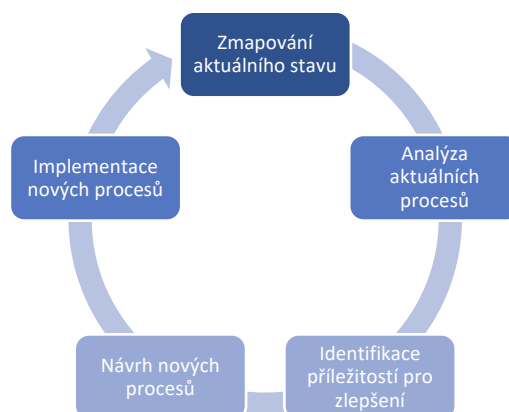 Zmapování
aktuálního stavu
Analýza
aktuálních
procesů
Identifikace
příležitostí pro
zlepšení
Návrh nových
procesů
Implementace
nových procesů